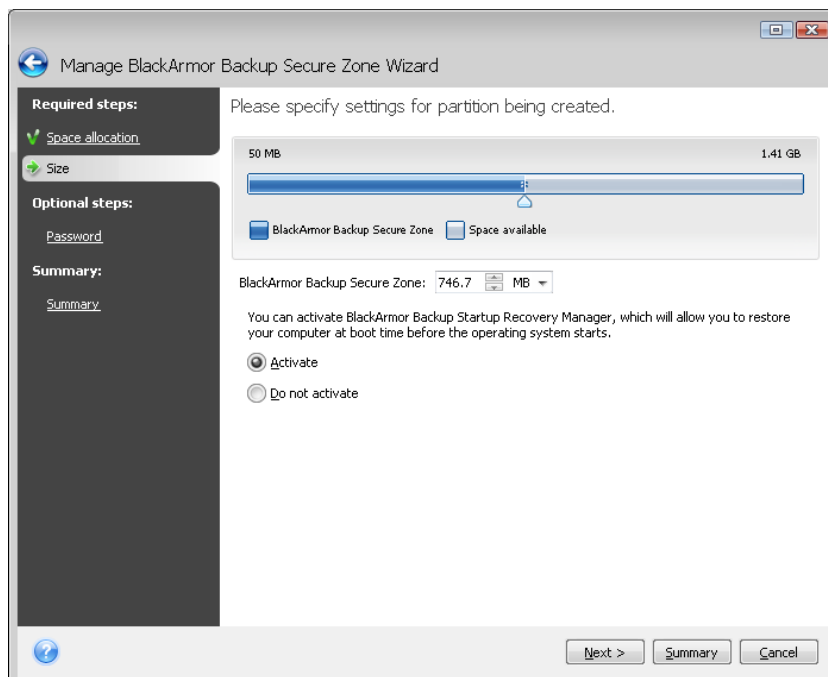 Manage BlackArmor Backup Secure Zone Wizard
Required steps:
Space allocation
Size
Optional steps:
Password
Summary:
Summary
Please specify settings for partition being created.
50 MB
1.41 GB
BlackArmor Backup Secure Zone
Space available
BlackArmor Backup Secure Zone: 746.7 MB
You can activate BlackArmor Backup Startup Recovery Manager, which will allow you to restore
your computer at boot time before the operating system starts.
Activate
Do not activate
?
Next >
Summary
Cancel